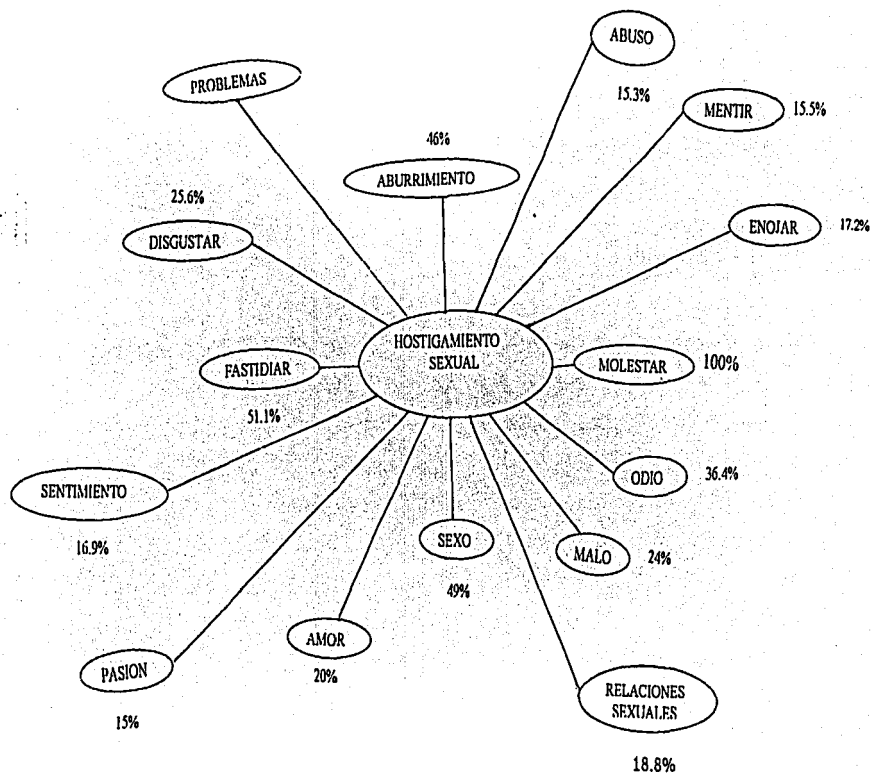 ABUSO
15.3%
PROBLEMAS
MENTIR 15.5%
46%
ABURRIMIENTO
25.6%
DISGUSTAR
ENOJAR 17.2%
HOSTIGAMIENTO
SEXUAL
FASTIDIAR
51.1%
MOLESTAR 100%
ODIO 36.4%
SENTIMIENTO
16.9%
SEXO
49%
MALO 24%
AMOR
20%
PASION
15%
RELACIONES
SEXUALES
18.8%